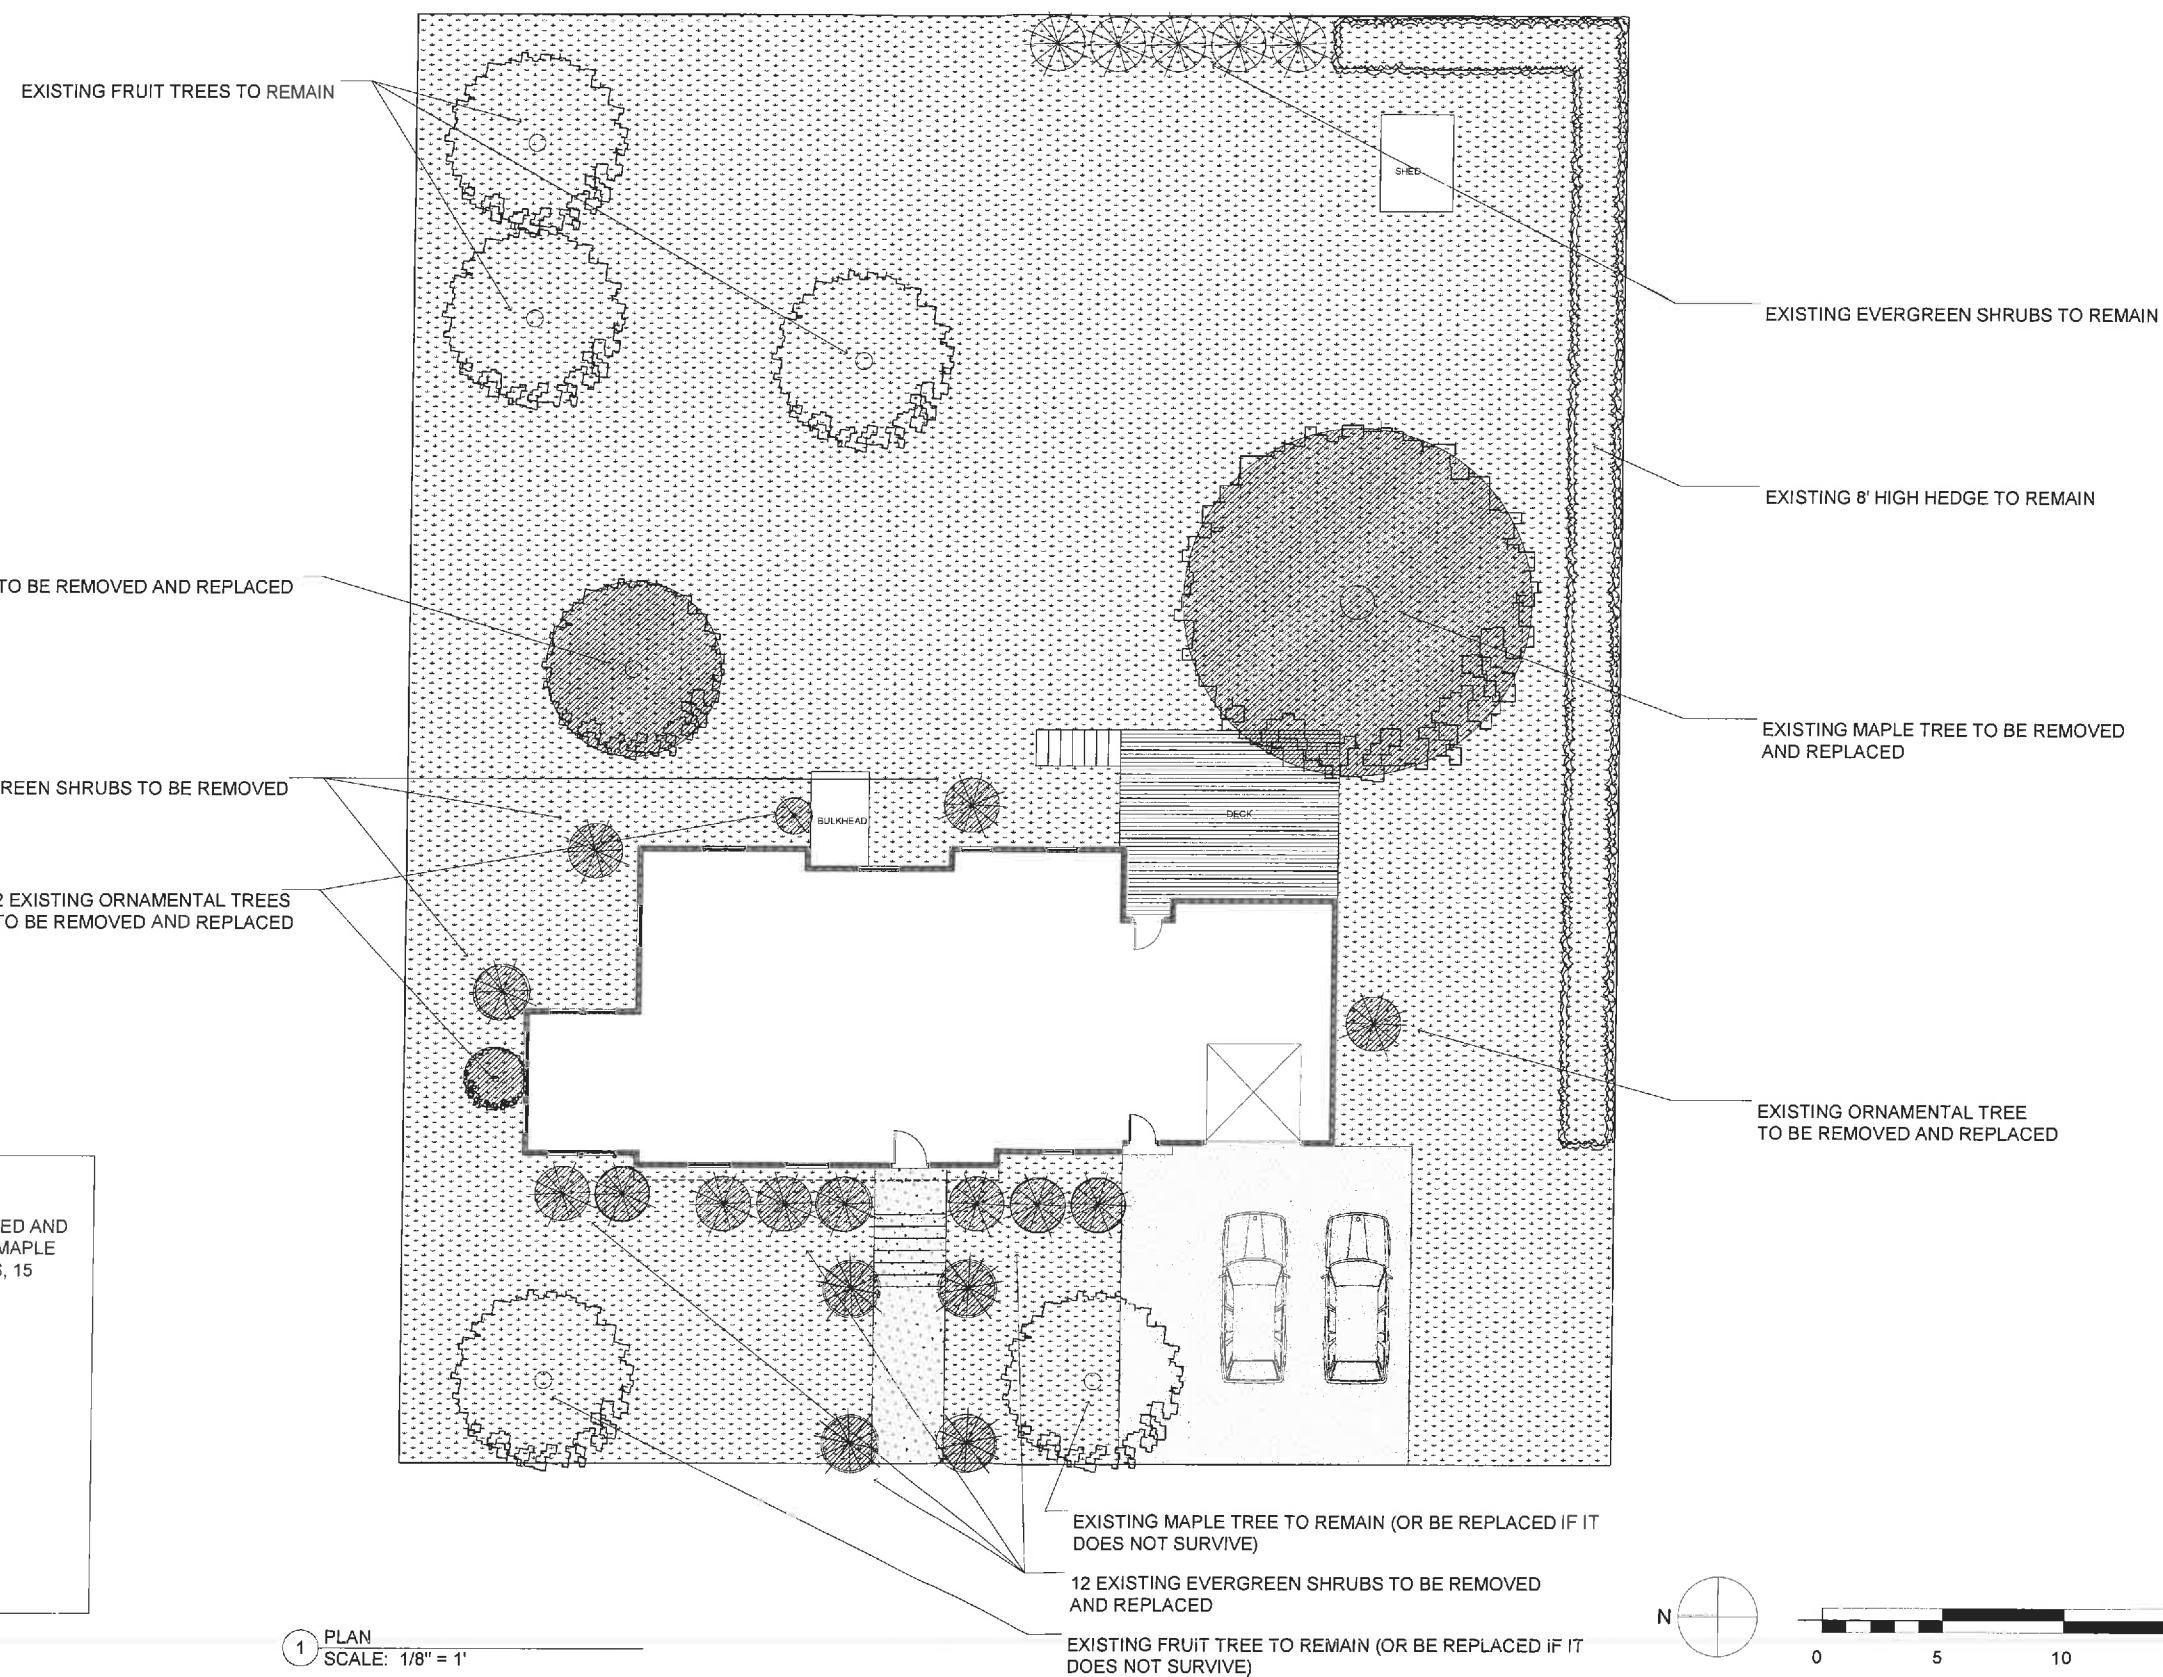 EXISTING FRUIT TREES TO REMAIN
SHED
EXISTING EVERGREEN SHRUBS TO REMAIN
EXISTING 8' HIGH HEDGE TO REMAIN
TO BE REMOVED AND REPLACED
EXISTING MAPLE TREE TO BE REMOVED
AND REPLACED
REEN SHRUBS TO BE REMOVED
BULKHEAD
DECK
2 EXISTING ORNAMENTAL TREES
TO BE REMOVED AND REPLACED
EXISTING ORNAMENTAL TREE
TO BE REMOVED AND REPLACED
ED AND
MAPLE
, 15
EXISTING MAPLE TREE TO REMAIN (OR BE REPLACED IF IT
DOES NOT SURVIVE)
12 EXISTING EVERGREEN SHRUBS TO BE REMOVED
AND REPLACED
EXISTING FRUIT TREE TO REMAIN (OR BE REPLACED IF IT
DOES NOT SURVIVE)
1 PLAN
SCALE: 1/8" = 1'
N
0 5 10